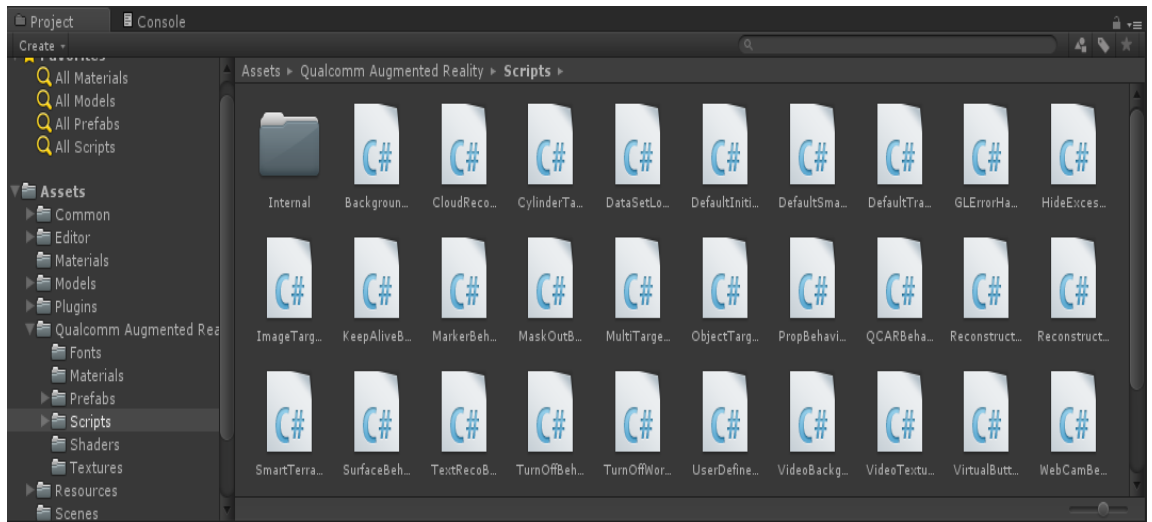 Project Console
Create
Favorites
All Materials
All Models
All Prefabs
All Scripts
Assets
Common
Editor
Materials
Models
Plugins
Qualcomm Augmented Rea
Fonts
Materials
Prefabs
Scripts
Shaders
Textures
Resources
Scenes
Assets ▸ Qualcomm Augmented Reality ▸ Scripts ▸
C# C# C# C# C# C# C# C# C#
Internal Backgroun... CloudReco... CylinderTa... DataSetLo... DefaultIniti... DefaultSma... DefaultTra... GLErrorHa... HideExces...
C# C# C# C# C# C# C# C# C# C#
ImageTarg... KeepAliveB... MarkerBeh... MaskOutB... MultiTarge... ObjectTarg... PropBehavi... QCARBeha... Reconstruct... Reconstruct...
C# C# C# C# C# C# C# C# C# C#
SmartTerra... SurfaceBeh... TextRecoB... TurnOffBeh... TurnOffWor... UserDefine... VideoBackg... VideoTextu... VirtualButt... WebCamBe...